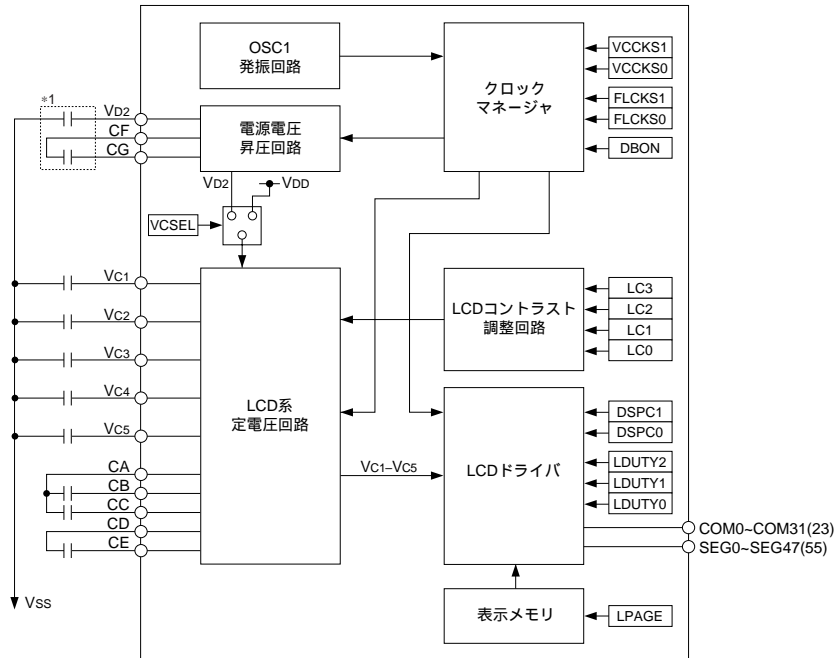 OSC1
発振回路
クロック
マネージャ
VCCKS1
VCCKS0
FLCKS1
FLCKS0
DBON
*1
VD2
CF
CG
電源電圧
昇圧回路
VD2
VDD
VCSEL
VC1
VC2
VC3
VC4
VC5
CA
CB
CC
CD
CE
VSS
LCD系
定電圧回路
VC1–VC5
LCDコントラスト
調整回路
LC3
LC2
LC1
LC0
LCDドライバ
DSPC1
DSPC0
LDUTY2
LDUTY1
LDUTY0
COM0~COM31(23)
SEG0~SEG47(55)
表示メモリ
LPAGE